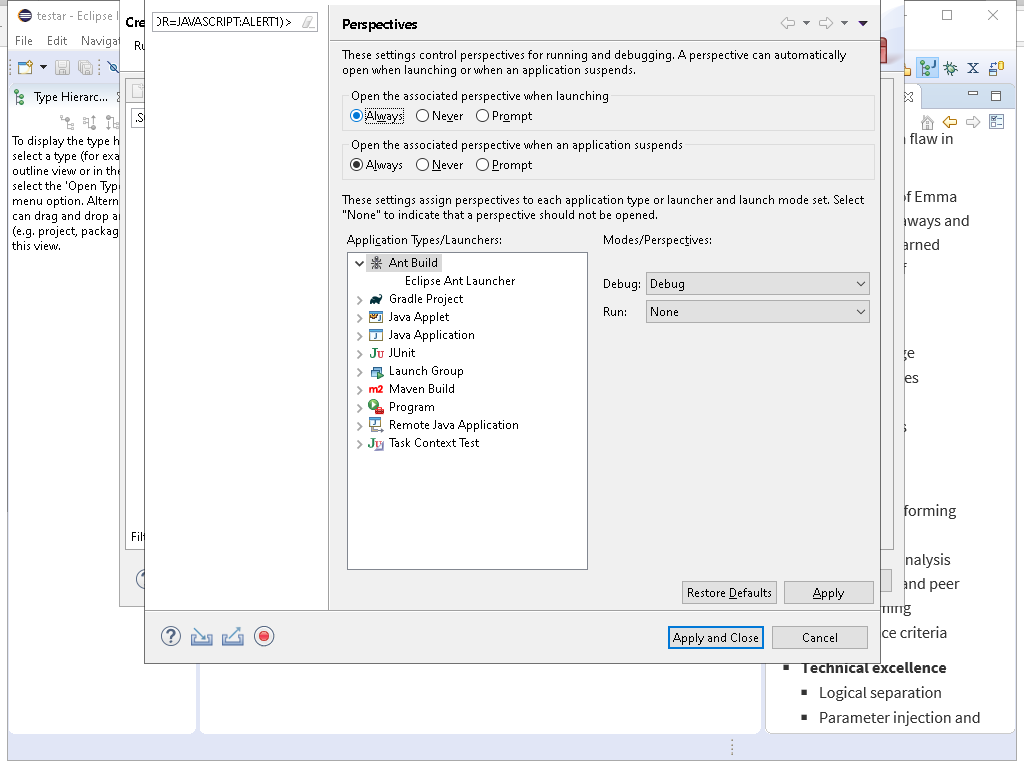 testar - Eclipse I
File Edit Navigat
Type Hierarc...
To display the type h
select a type (for exa
outline view or in the
select the 'Open Type
menu option. Altern
can drag and drop an
(e.g. project, packag
this view.
Cre
Ru
.S
Filt
OR=JAVASCRIPT:ALERT1)>
Perspectives
These settings control perspectives for running and debugging. A perspective can automatically
open when launching or when an application suspends.
Open the associated perspective when launching
Always Never Prompt
Open the associated perspective when an application suspends
Always Never Prompt
These settings assign perspectives to each application type or launcher and launch mode set. Select
"None" to indicate that a perspective should not be opened.
Application Types/Launchers:
Modes/Perspectives:
Ant Build
Eclipse Ant Launcher
Gradle Project
Java Applet
Java Application
JUnit
Launch Group
Maven Build
Program
Remote Java Application
Task Context Test
Debug: Debug
Run: None
Restore Defaults Apply
Apply and Close Cancel
flaw in
of Emma
aways and
arned
f
ge
es
s
forming
nalysis
and peer
ning
ce criteria
Technical excellence
Logical separation
Parameter injection and